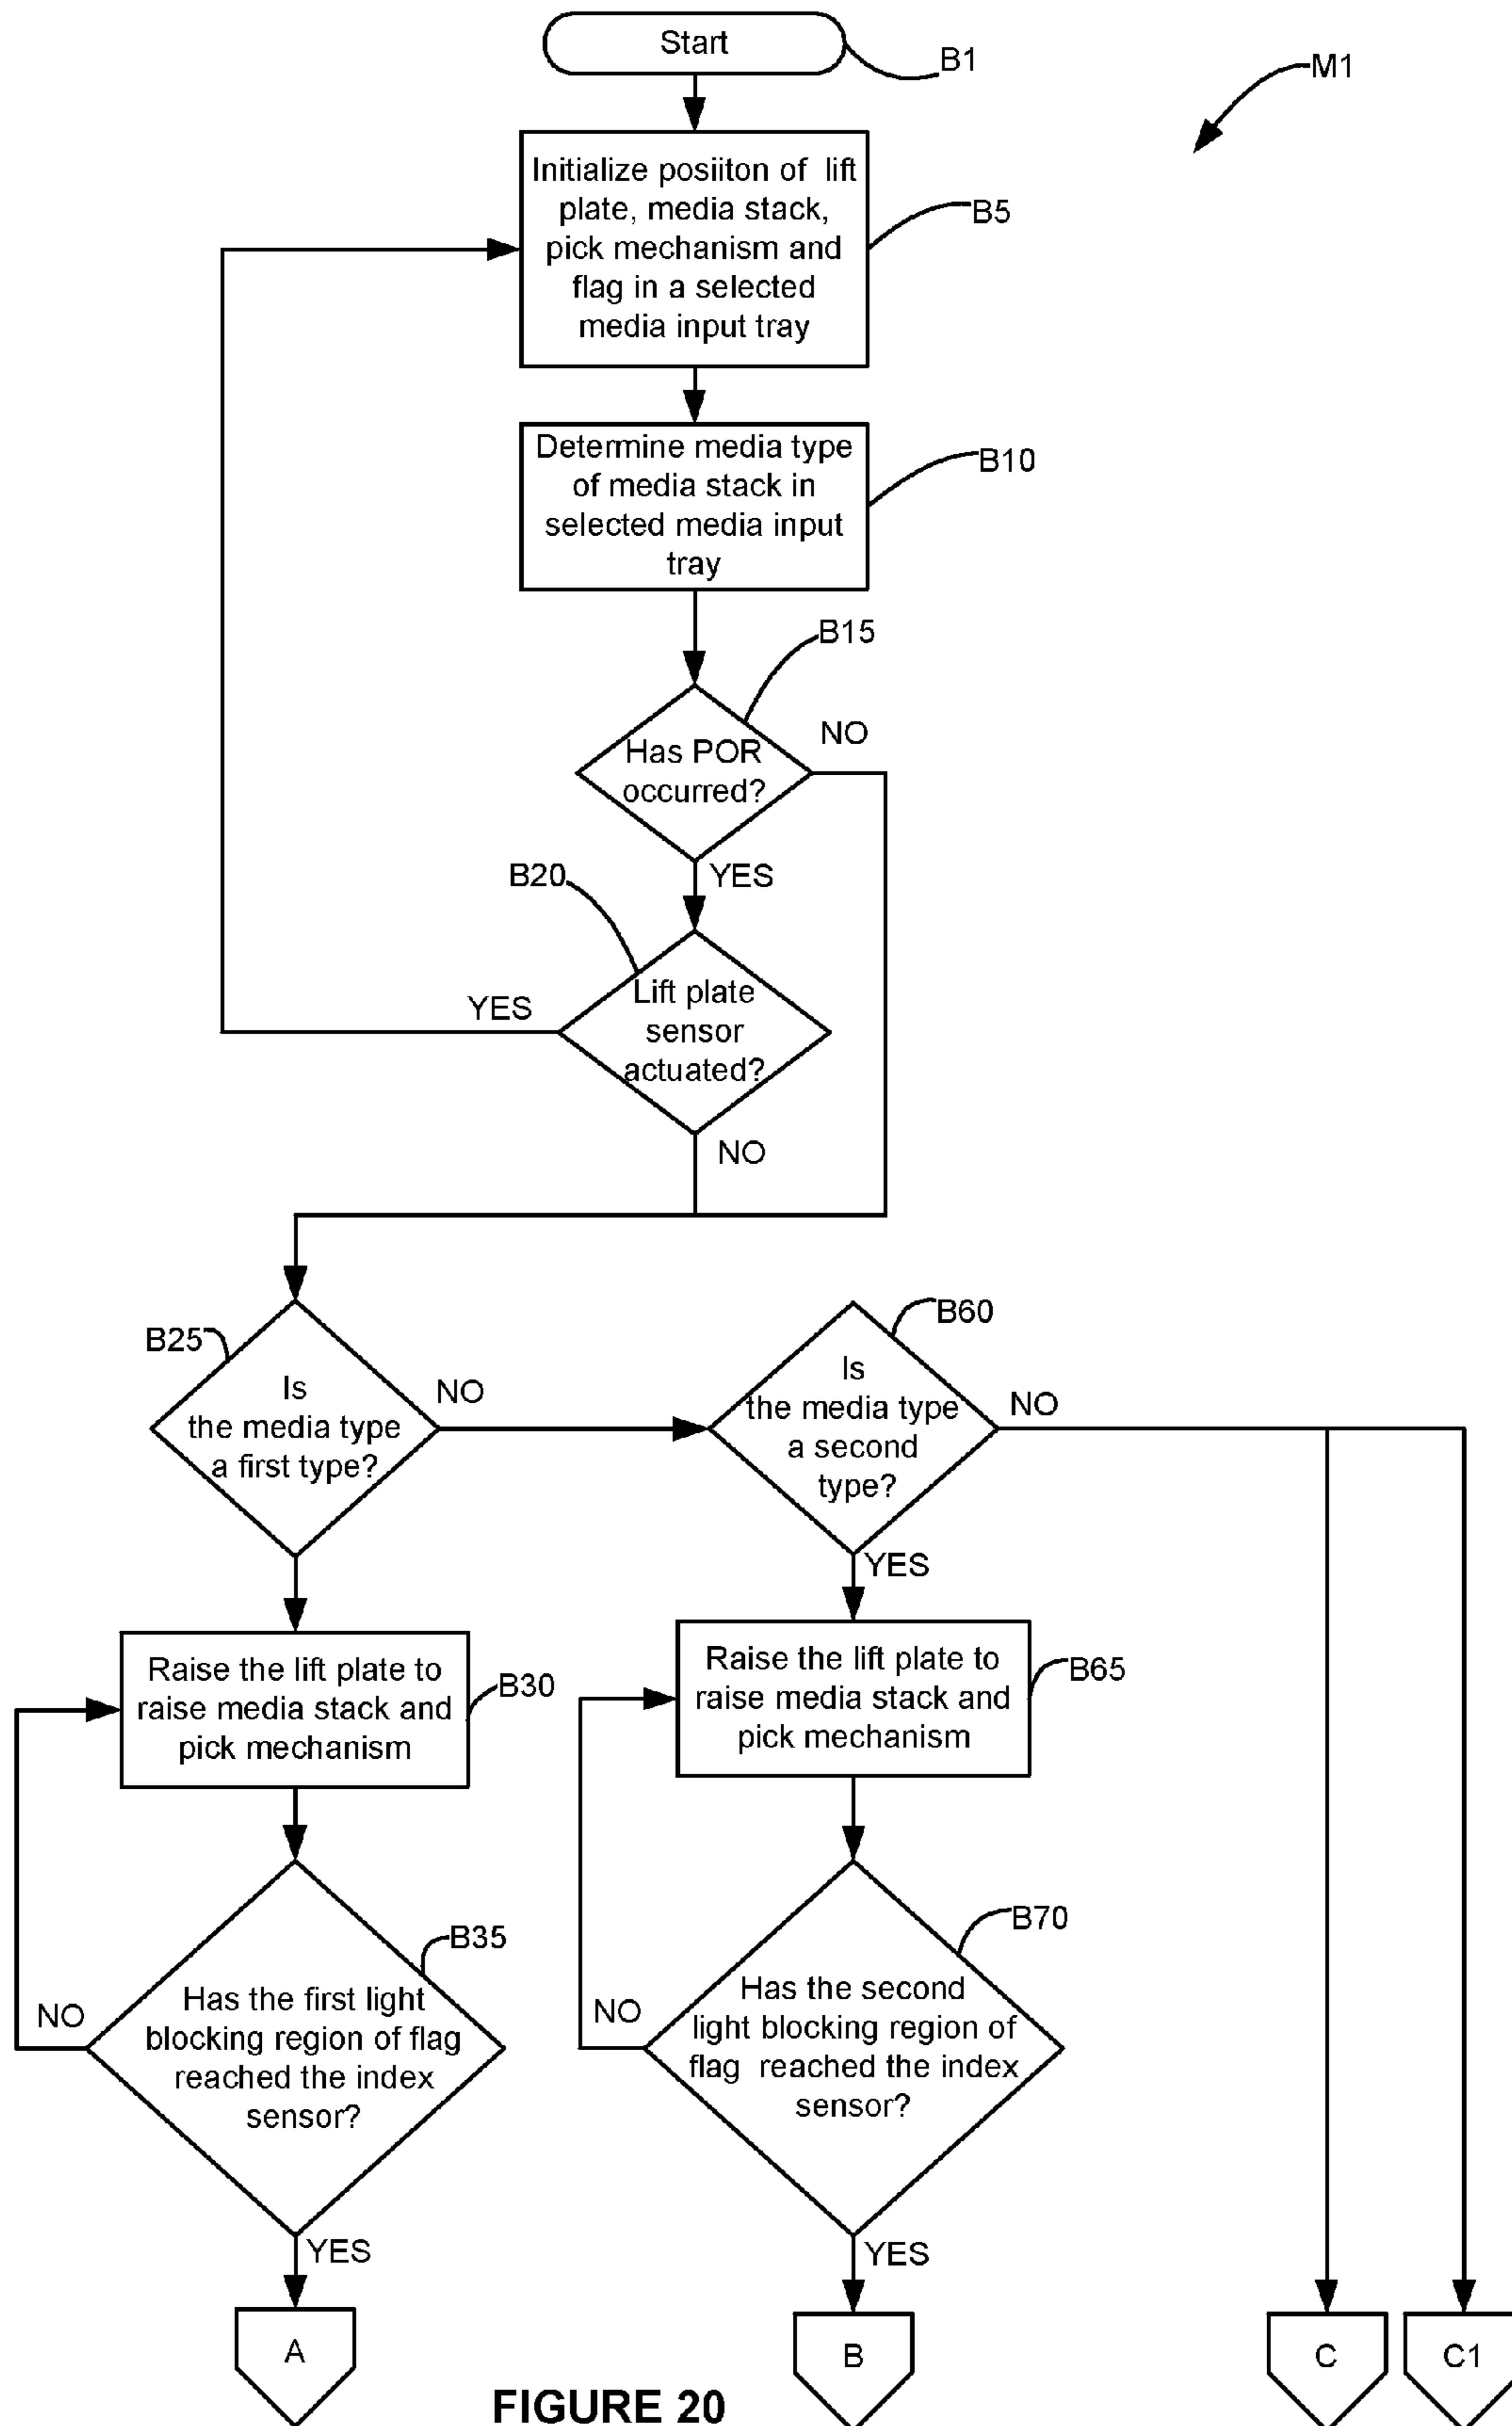 Start
B1
M1
Initialize posiiton of lift
plate, media stack,
pick mechanism and
flag in a selected
media input tray
B5
Determine media type
of media stack in
selected media input
tray
B10
B15
Has POR
occurred?
NO
YES
B20
Lift plate
sensor
actuated?
YES
NO
B25
Is
the media type
a first type?
NO
B60
Is
the media type
a second
type?
NO
YES
Raise the lift plate to
raise media stack and
pick mechanism
B30
Raise the lift plate to
raise media stack and
pick mechanism
B65
B35
Has the first light
blocking region of flag
reached the index
sensor?
NO
YES
B70
Has the second
light blocking region of
flag reached the index
sensor?
NO
YES
A
B
C
C1
FIGURE 20